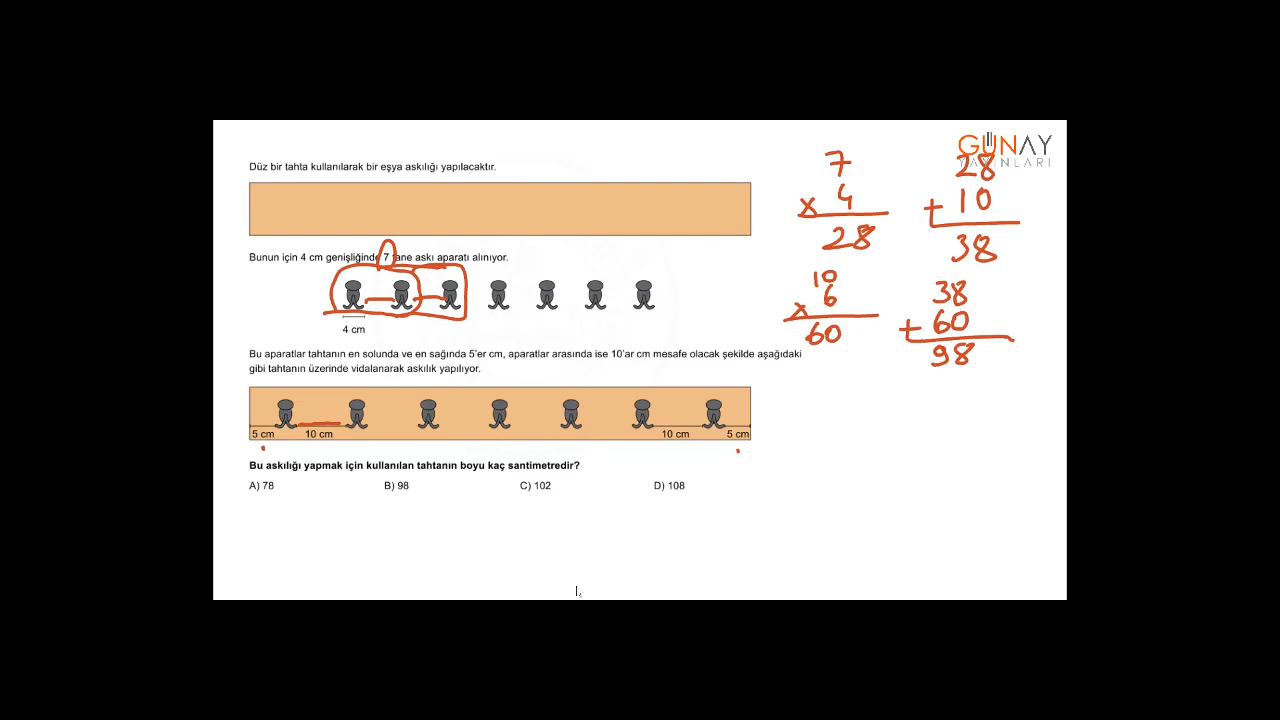 GÜNAY
YAYINLARI
Düz bir tahta kullanılarak bir eşya askılığı yapılacaktır.
Bunun için 4 cm genişliğinde 7 tane askı aparatı alınıyor.
4 cm
Bu aparatlar tahtanın en solunda ve en sağında 5'er cm, aparatlar arasında ise 10'ar cm mesafe olacak şekilde aşağıdaki
gibi tahtanın üzerinde vidalanarak askılık yapılıyor.
5 cm 10 cm 10 cm 5 cm
Bu askılığı yapmak için kullanılan tahtanın boyu kaç santimetredir?
A) 78 B) 98 C) 102 D) 108
7
x 4
28
28
+ 10
38
10
x 6
60
38
+ 60
98